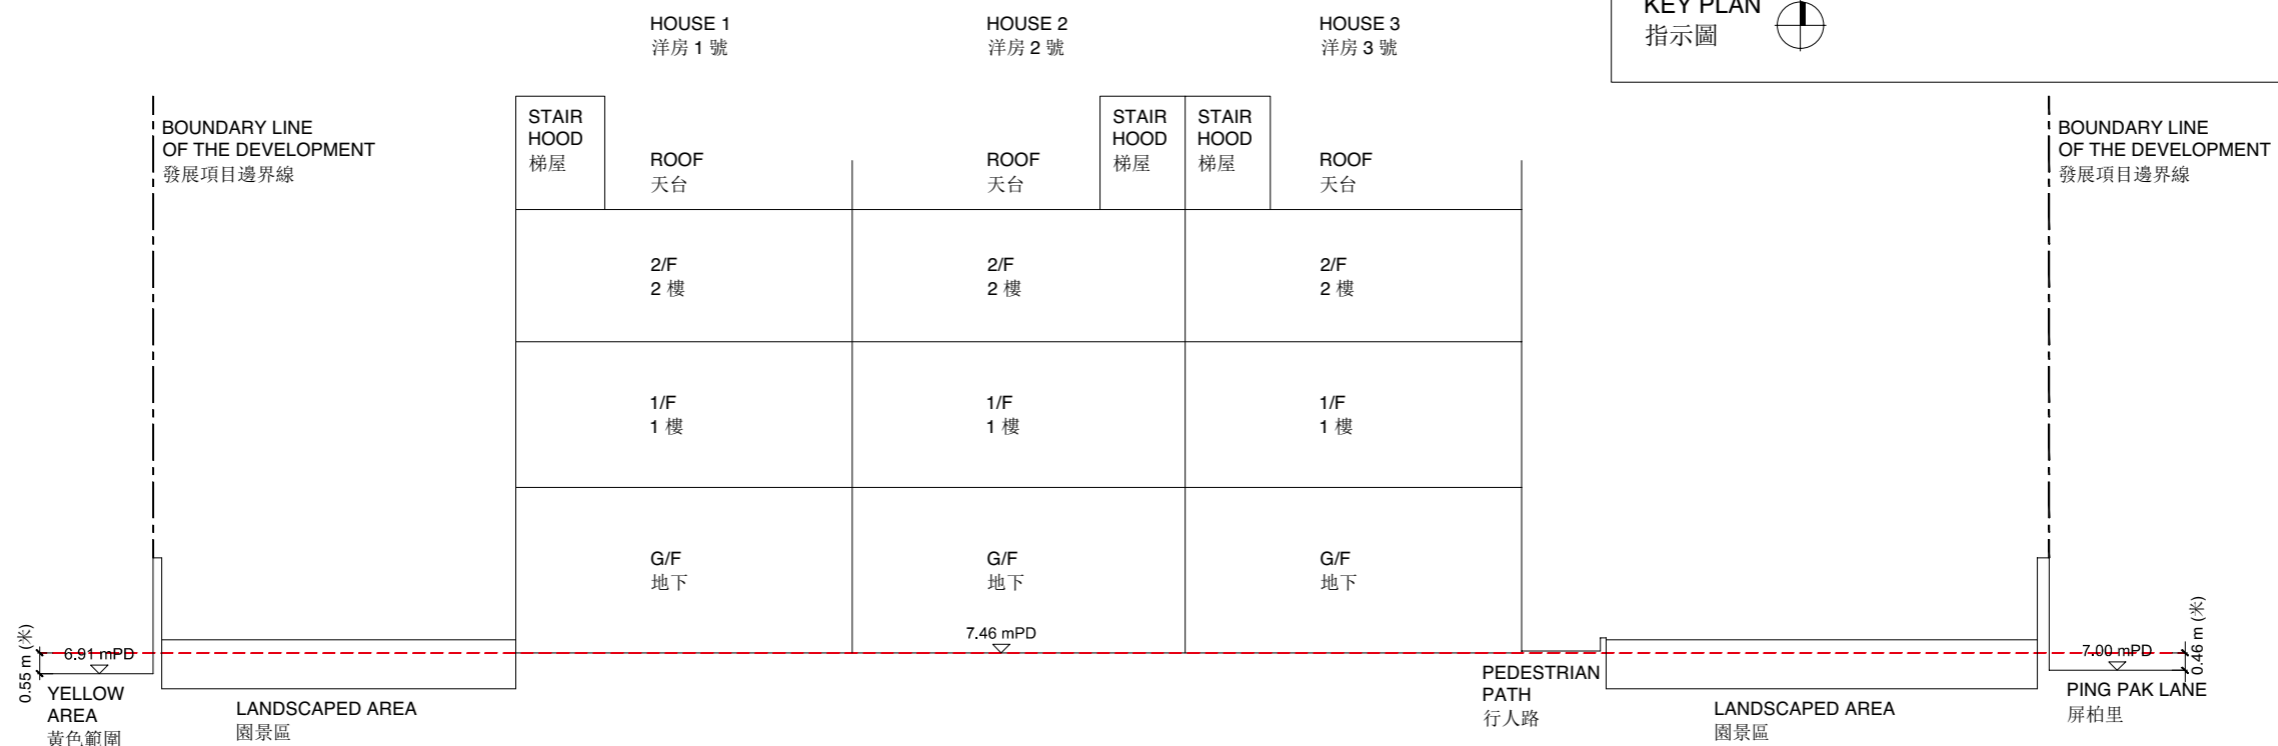 KEY PLAN
指示圖
HOUSE 1
洋房 1 號
HOUSE 2
洋房 2 號
HOUSE 3
洋房 3 號
BOUNDARY LINE
OF THE DEVELOPMENT
發展項目邊界線
STAIR
HOOD
梯屋
ROOF
天台
ROOF
天台
STAIR
HOOD
梯屋
STAIR
HOOD
梯屋
ROOF
天台
BOUNDARY LINE
OF THE DEVELOPMENT
發展項目邊界線
2/F
2 樓
2/F
2 樓
2/F
2 樓
1/F
1 樓
1/F
1 樓
1/F
1 樓
G/F
地下
G/F
地下
G/F
地下
0.55 m (米)
6.91 mPD
7.46 mPD
7.00 mPD
0.46 m (米)
YELLOW
AREA
黃色範圍
LANDSCAPED AREA
園景區
PEDESTRIAN
PATH
行人路
LANDSCAPED AREA
園景區
PING PAK LANE
屏柏里